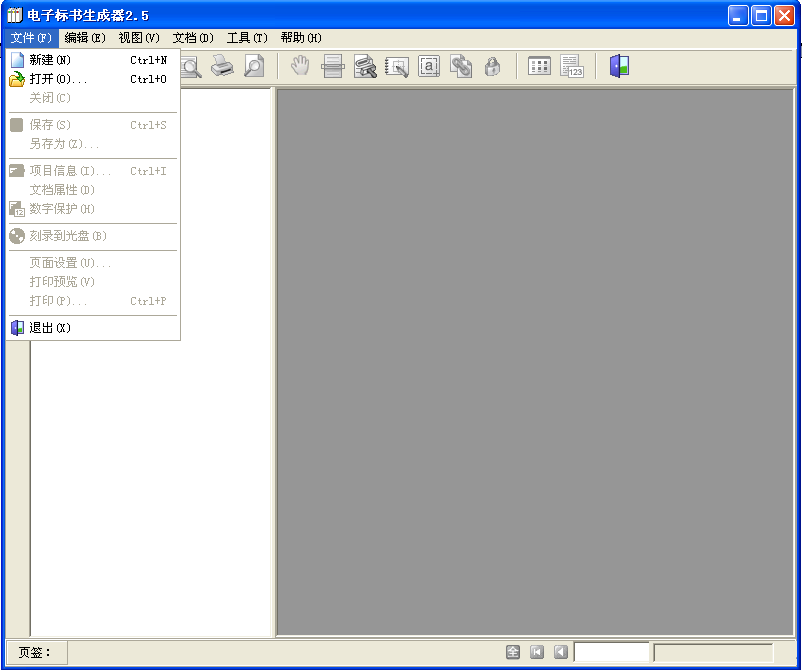 电子标书生成器2.5
文件(F) 编辑(E) 视图(V) 文档(D) 工具(T) 帮助(H)
新建(N) Ctrl+N
打开(O)... Ctrl+O
关闭(C)
保存(S) Ctrl+S
另存为(Z)...
项目信息(I)... Ctrl+I
文档属性(D)
数字保护(H)
刻录到光盘(B)
页面设置(U)...
打印预览(V)
打印(P)... Ctrl+P
退出(X)
a
123
12
页签：
全